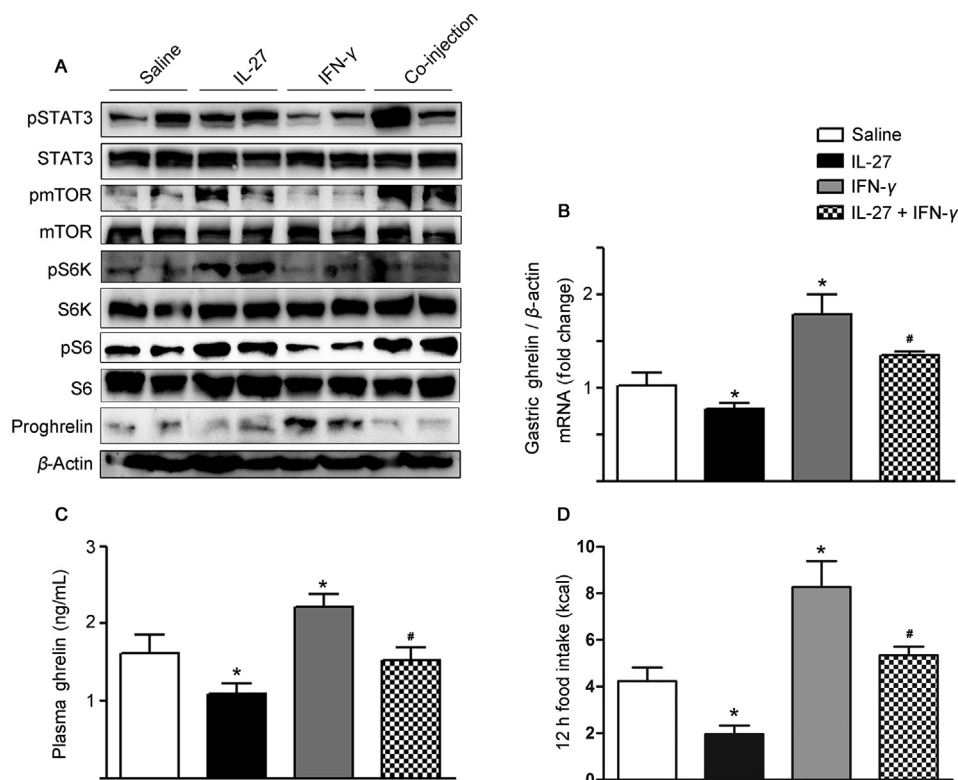 A
Saline
IL-27
IFN-γ
Co-injection
pSTAT3
STAT3
pmTOR
mTOR
pS6K
S6K
pS6
S6
Proghrelin
β-Actin
Saline
IL-27
IFN-γ
IL-27 + IFN-γ
B
Gastric ghrelin / β-actin
mRNA (fold change)
2
1
*
*
#
C
Plasma ghrelin (ng/mL)
3
2
1
*
*
#
D
12 h food intake (kcal)
10
8
6
4
2
0
*
*
#